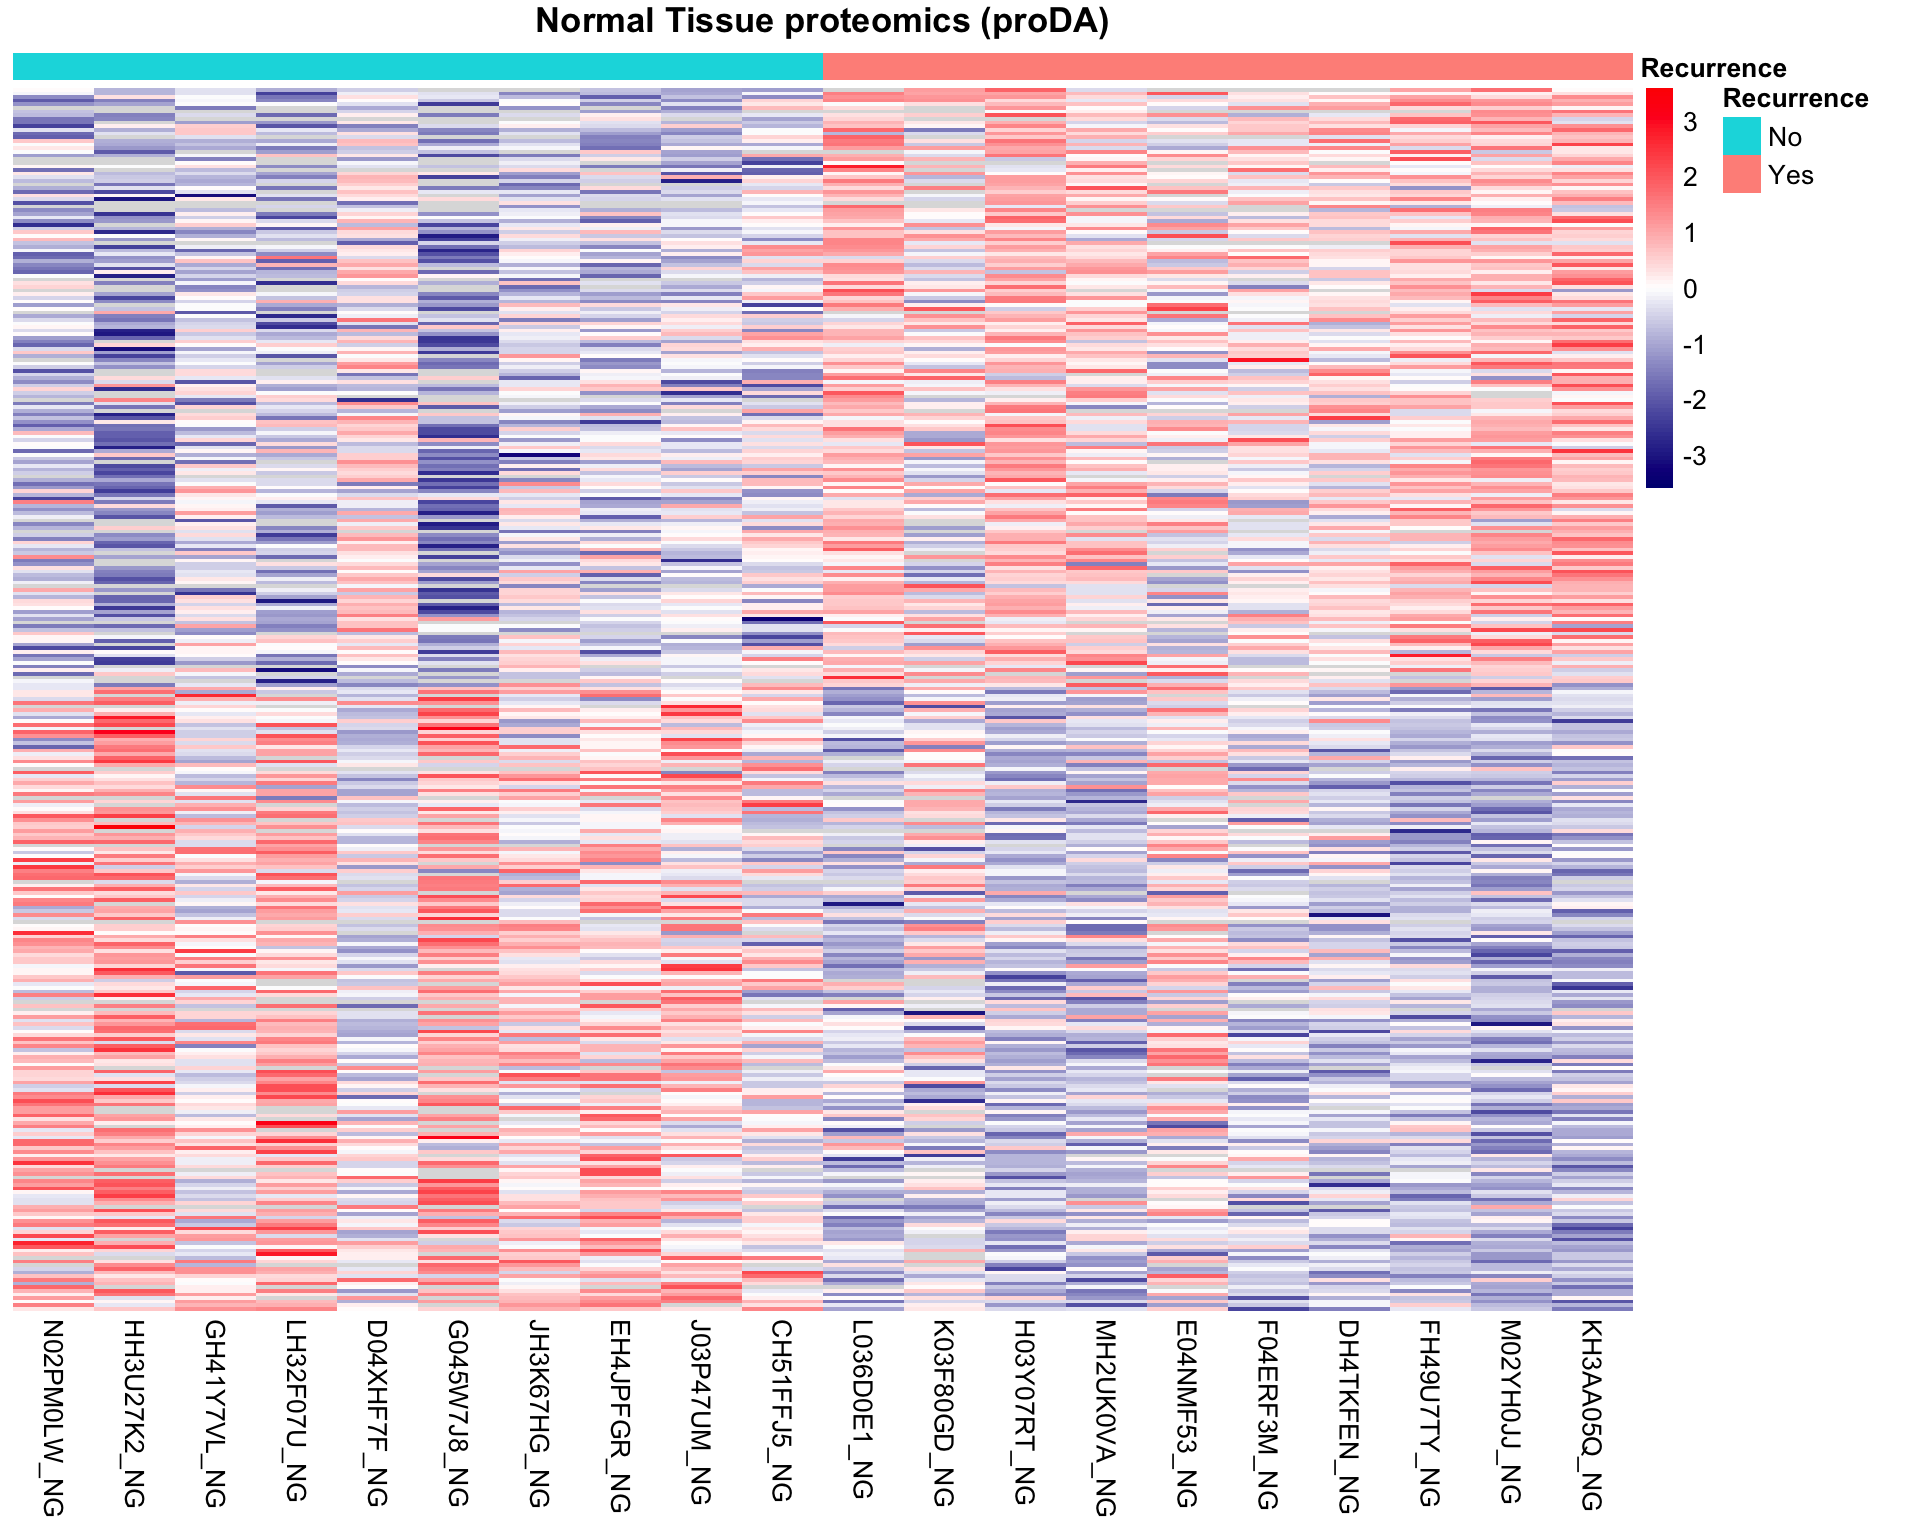 Normal Tissue proteomics (proDA)
Recurrence
Recurrence
No
Yes
3
2
1
0
-1
-2
-3
N02PM0LW_NG
HH3U27K2_NG
GH41Y7VL_NG
LH32F07U_NG
D04XHF7F_NG
G045W7J8_NG
JH3K67HG_NG
EH4JPFGR_NG
J03P47UM_NG
CH51FFJ5_NG
L036D0E1_NG
K03F80GD_NG
H03Y07RT_NG
MH2UK0VA_NG
E04NMF53_NG
F04ERF3M_NG
DH4TKFEN_NG
FH49U7TY_NG
M02YH0JJ_NG
KH3AA05Q_NG